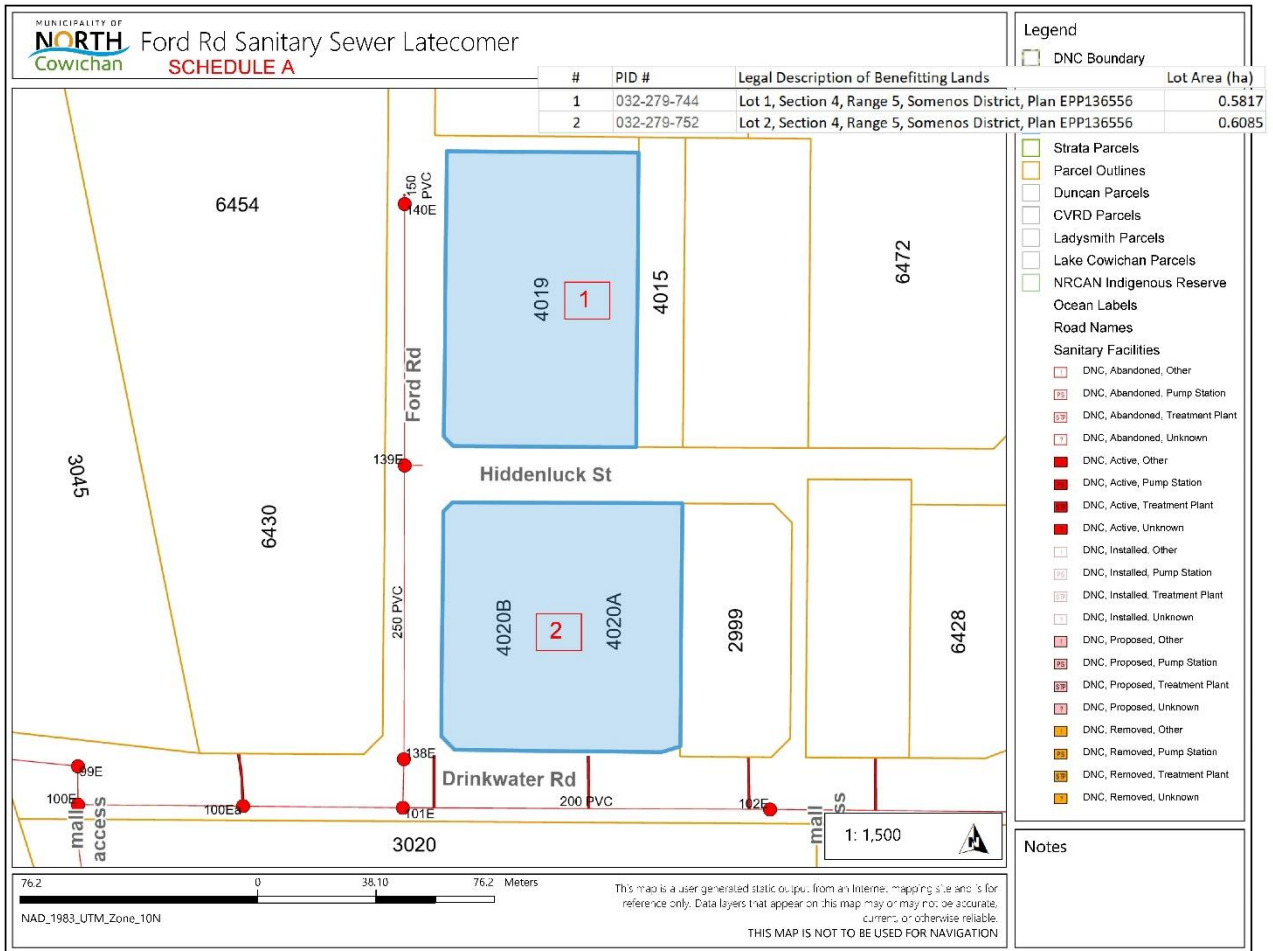 MUNICIPALITY OF
NORTH
Cowichan
Ford Rd Sanitary Sewer Latecomer
SCHEDULE A
# PID # Legal Description of Benefitting Lands Lot Area (ha)
1 032-279-744 Lot 1, Section 4, Range 5, Somenos District, Plan EPP136556 0.5817
2 032-279-752 Lot 2, Section 4, Range 5, Somenos District, Plan EPP136556 0.6085
6454
150
PVC
140E
4019
1
4015
6472
Ford Rd
139E
Hiddenluck St
3045
6430
250 PVC
4020B
2
4020A
2999
6428
138E
Drinkwater Rd
99E
100E
100Ea
101E
200 PVC
102E
mall
access
mall
ss
3020
1: 1,500
N
Legend
DNC Boundary
Strata Parcels
Parcel Outlines
Duncan Parcels
CVRD Parcels
Ladysmith Parcels
Lake Cowichan Parcels
NRCAN Indigenous Reserve
Ocean Labels
Road Names
Sanitary Facilities
DNC, Abandoned, Other
DNC, Abandoned, Pump Station
DNC, Abandoned, Treatment Plant
DNC, Abandoned, Unknown
DNC, Active, Other
DNC, Active, Pump Station
DNC, Active, Treatment Plant
DNC, Active, Unknown
DNC, Installed, Other
DNC, Installed, Pump Station
DNC, Installed, Treatment Plant
DNC, Installed, Unknown
DNC, Proposed, Other
DNC, Proposed, Pump Station
DNC, Proposed, Treatment Plant
DNC, Proposed, Unknown
DNC, Removed, Other
DNC, Removed, Pump Station
DNC, Removed, Treatment Plant
DNC, Removed, Unknown
Notes
76.2 0 38.10 76.2 Meters
NAD_1983_UTM_Zone_10N
This map is a user generated static output from an Internet mapping site and is for
reference only. Data layers that appear on this map may or may not be accurate,
current, or otherwise reliable.
THIS MAP IS NOT TO BE USED FOR NAVIGATION